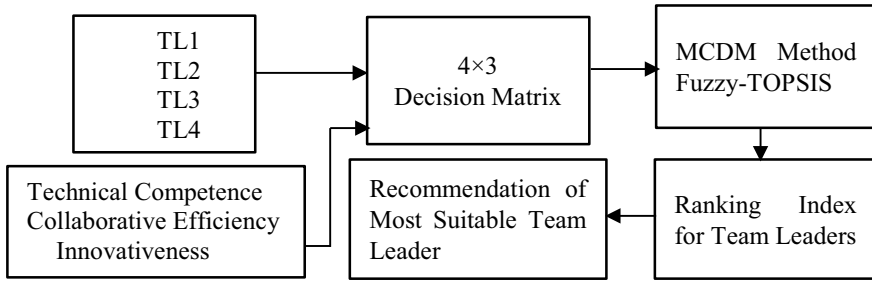 TL1
TL2
TL3
TL4
4×3
Decision Matrix
MCDM Method
Fuzzy-TOPSIS
Technical Competence
Collaborative Efficiency
Innovativeness
Recommendation of
Most Suitable Team
Leader
Ranking Index
for Team Leaders